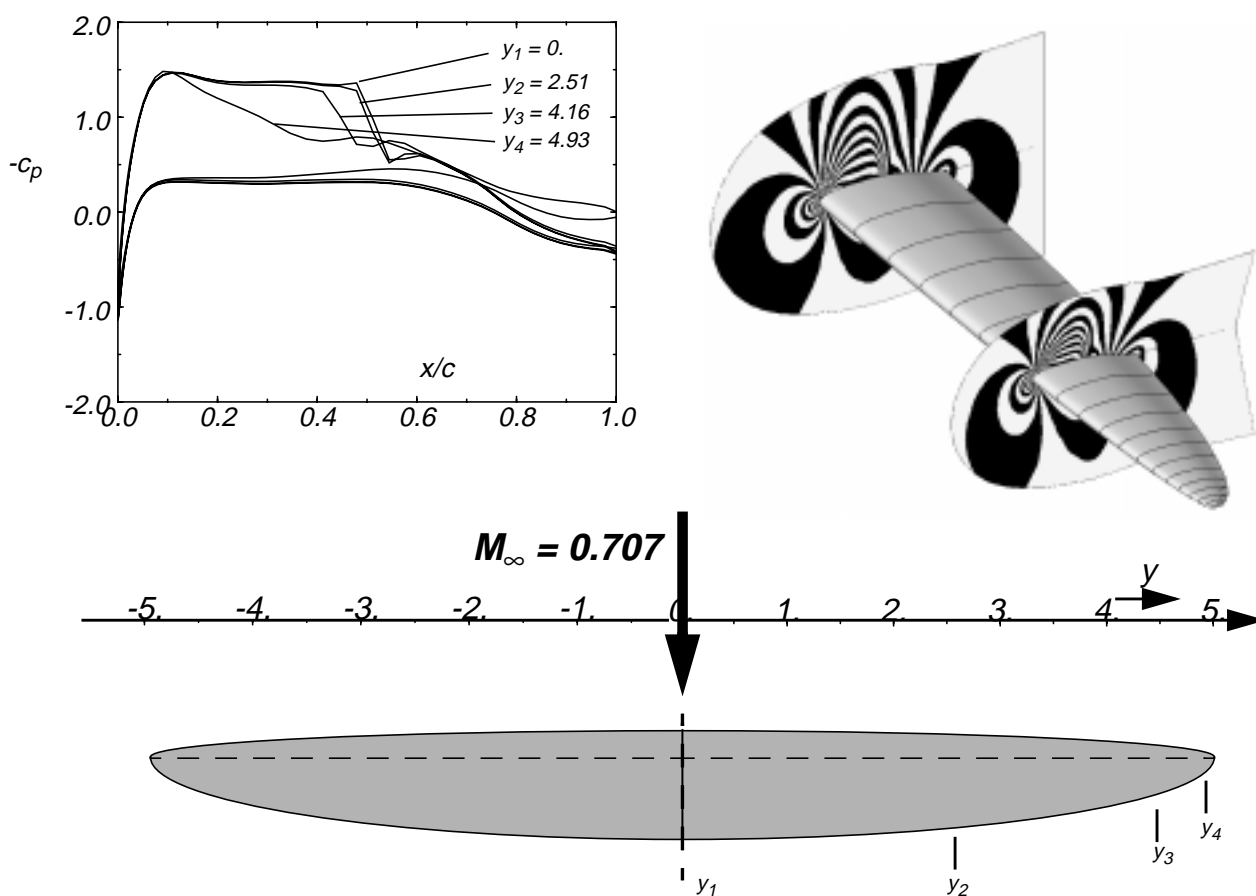 2.0
y1 = 0.
y2 = 2.51
y3 = 4.16
y4 = 4.93
1.0
-cp
0.0
-1.0
x/c
-2.0
0.0 0.2 0.4 0.6 0.8 1.0
M∞ = 0.707
y
-5. -4. -3. -2. -1. 0. 1. 2. 3. 4. 5.
y4
y3
y1 y2